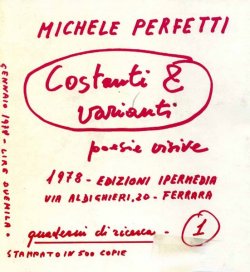 MICHELE PERFETTI
Costanti &
varianti
poesie visive
1978 - EDIZIONI IPERMEDIA
VIA ALDIGHIERI, 20 - FERRARA
quaderni di ricerca - 1
STAMPATO IN 500 COPIE
GENNAIO 1978 - LIRE DUEMILA -